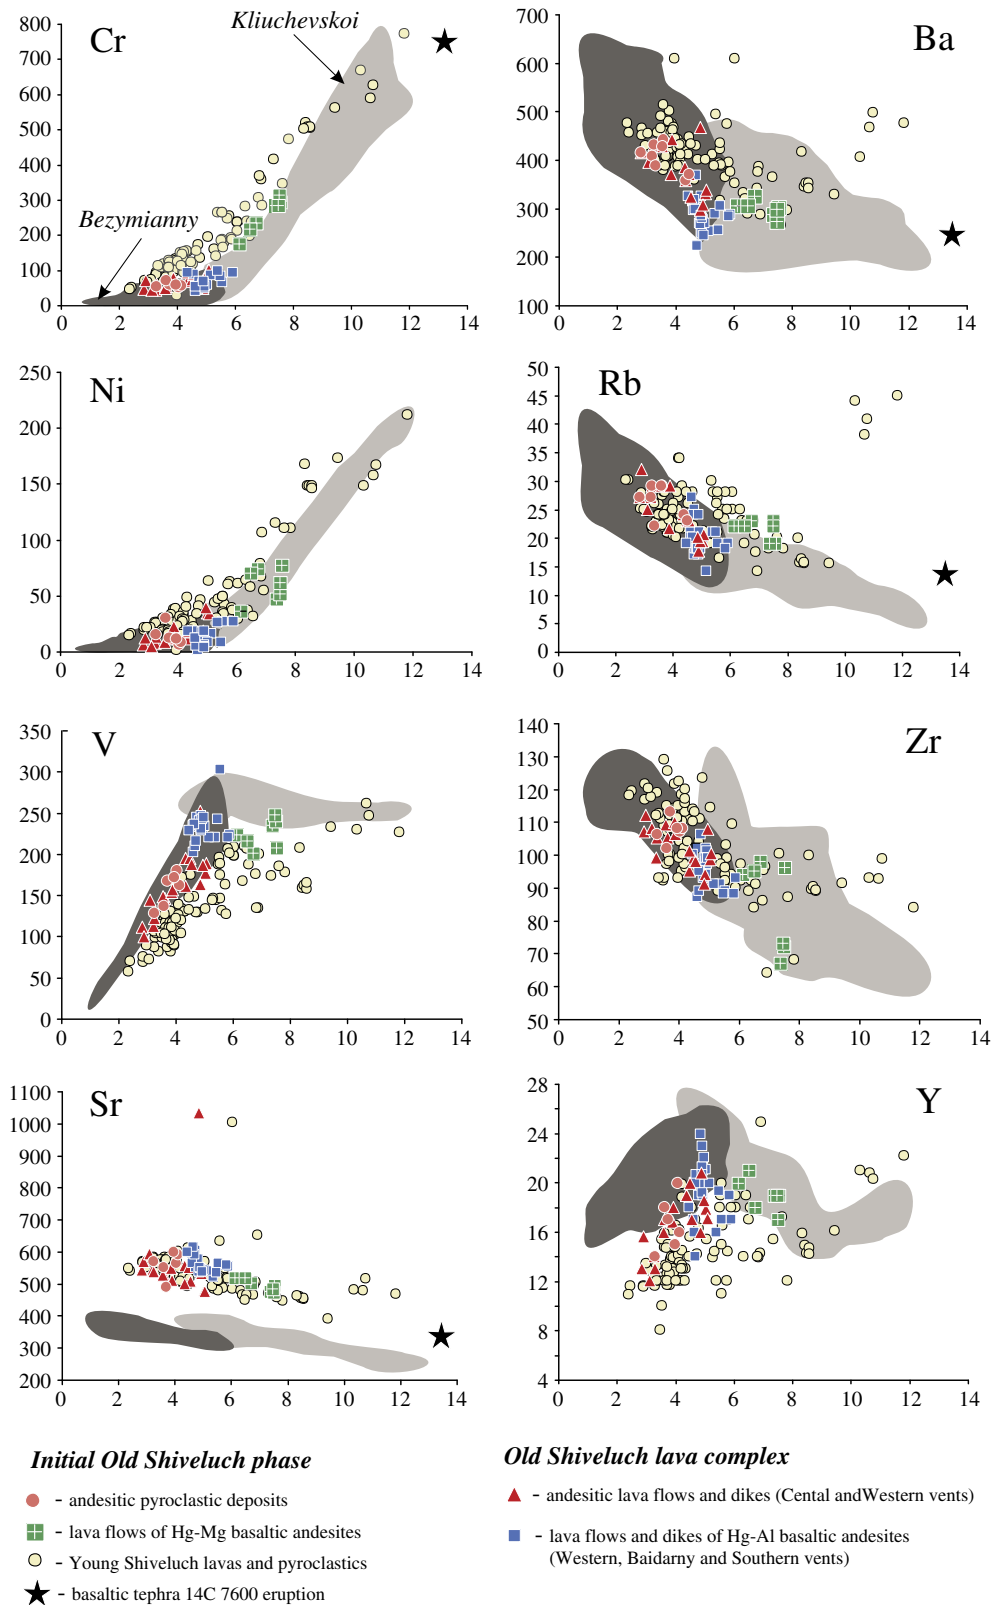 Cr
Kliuchevskoi
Bezymianny
800
700
600
500
400
300
200
100
0
0 2 4 6 8 10 12 14
Ba
700
600
500
400
300
200
100
0 2 4 6 8 10 12 14
Ni
250
200
150
100
50
0
0 2 4 6 8 10 12 14
Rb
50
45
40
35
30
25
20
15
10
5
0
0 2 4 6 8 10 12 14
V
350
300
250
200
150
100
50
0
0 2 4 6 8 10 12 14
Zr
140
130
120
110
100
90
80
70
60
50
0 2 4 6 8 10 12 14
Sr
1100
1000
900
800
700
600
500
400
300
200
0 2 4 6 8 10 12 14
Y
28
24
20
16
12
8
4
0 2 4 6 8 10 12 14
Initial Old Shiveluch phase
- andesitic pyroclastic deposits
- lava flows of Hg-Mg basaltic andesites
- Young Shiveluch lavas and pyroclastics
- basaltic tephra 14C 7600 eruption
Old Shiveluch lava complex
- andesitic lava flows and dikes (Cental andWestern vents)
- lava flows and dikes of Hg-Al basaltic andesites
(Western, Baidarny and Southern vents)